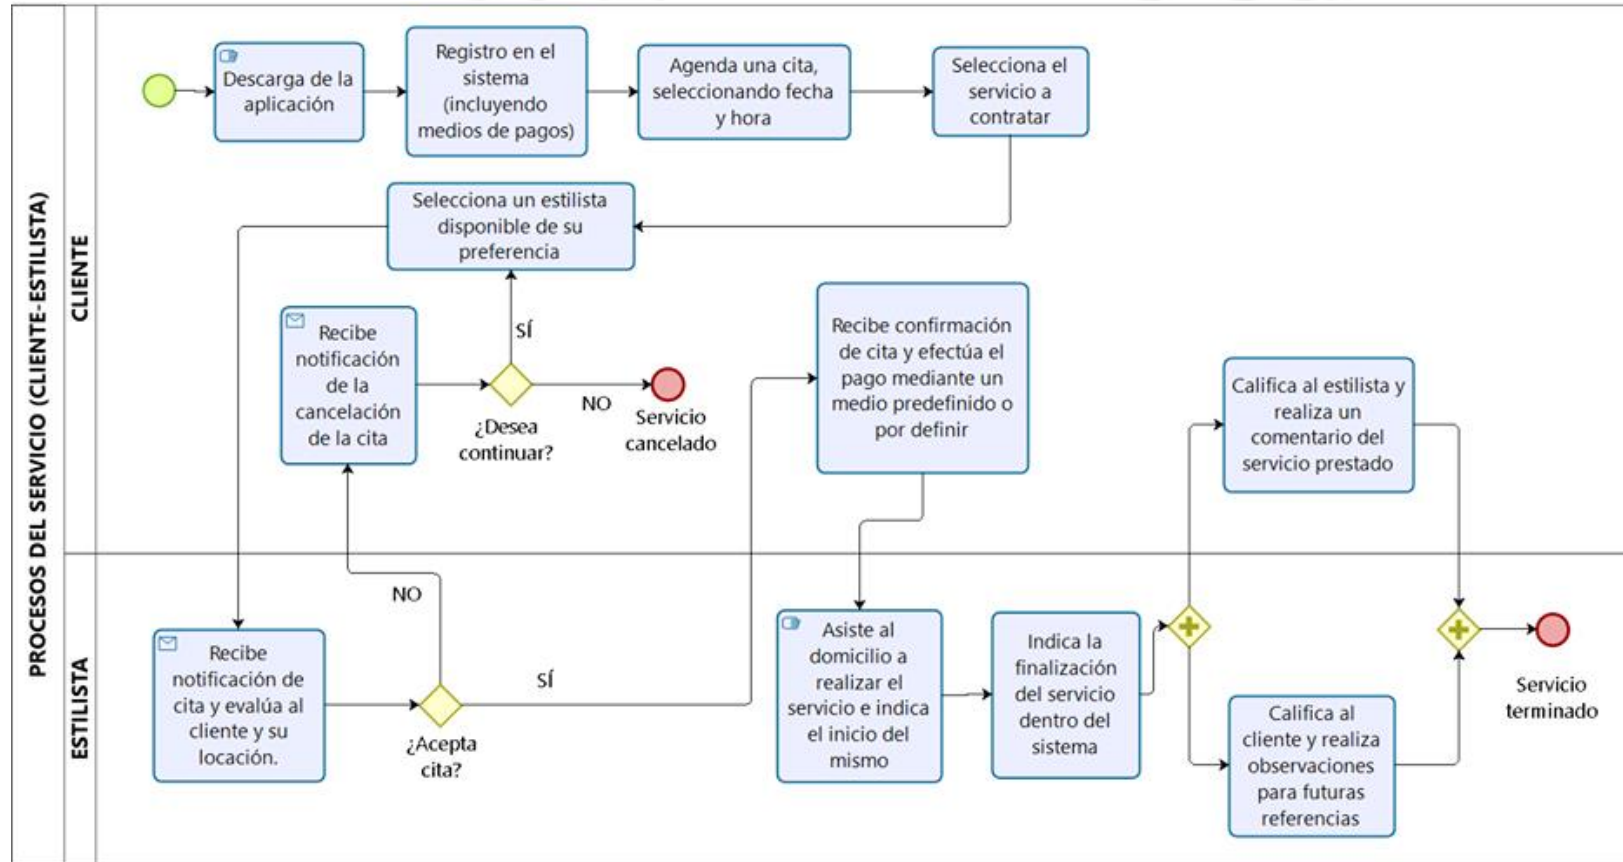 PROCESOS DEL SERVICIO (CLIENTE-ESTILISTA)
CLIENTE
Descarga de la
aplicación
Registro en el
sistema
(incluyendo
medios de pagos)
Agenda una cita,
seleccionando fecha
y hora
Selecciona el
servicio a
contratar
Selecciona un estilista
disponible de su
preferencia
Recibe
notificación
de la
cancelación
de la cita
SÍ
¿Desea
continuar?
NO
Servicio
cancelado
Recibe confirmación
de cita y efectúa el
pago mediante un
medio predefinido o
por definir
Califica al estilista y
realiza un
comentario del
servicio prestado
ESTILISTA
Recibe
notificación de
cita y evalúa al
cliente y su
locación.
NO
¿Acepta
cita?
SÍ
Asiste al
domicilio a
realizar el
servicio e indica
el inicio del
mismo
Indica la
finalización
del servicio
dentro del
sistema
Califica al
cliente y realiza
observaciones
para futuras
referencias
Servicio
terminado